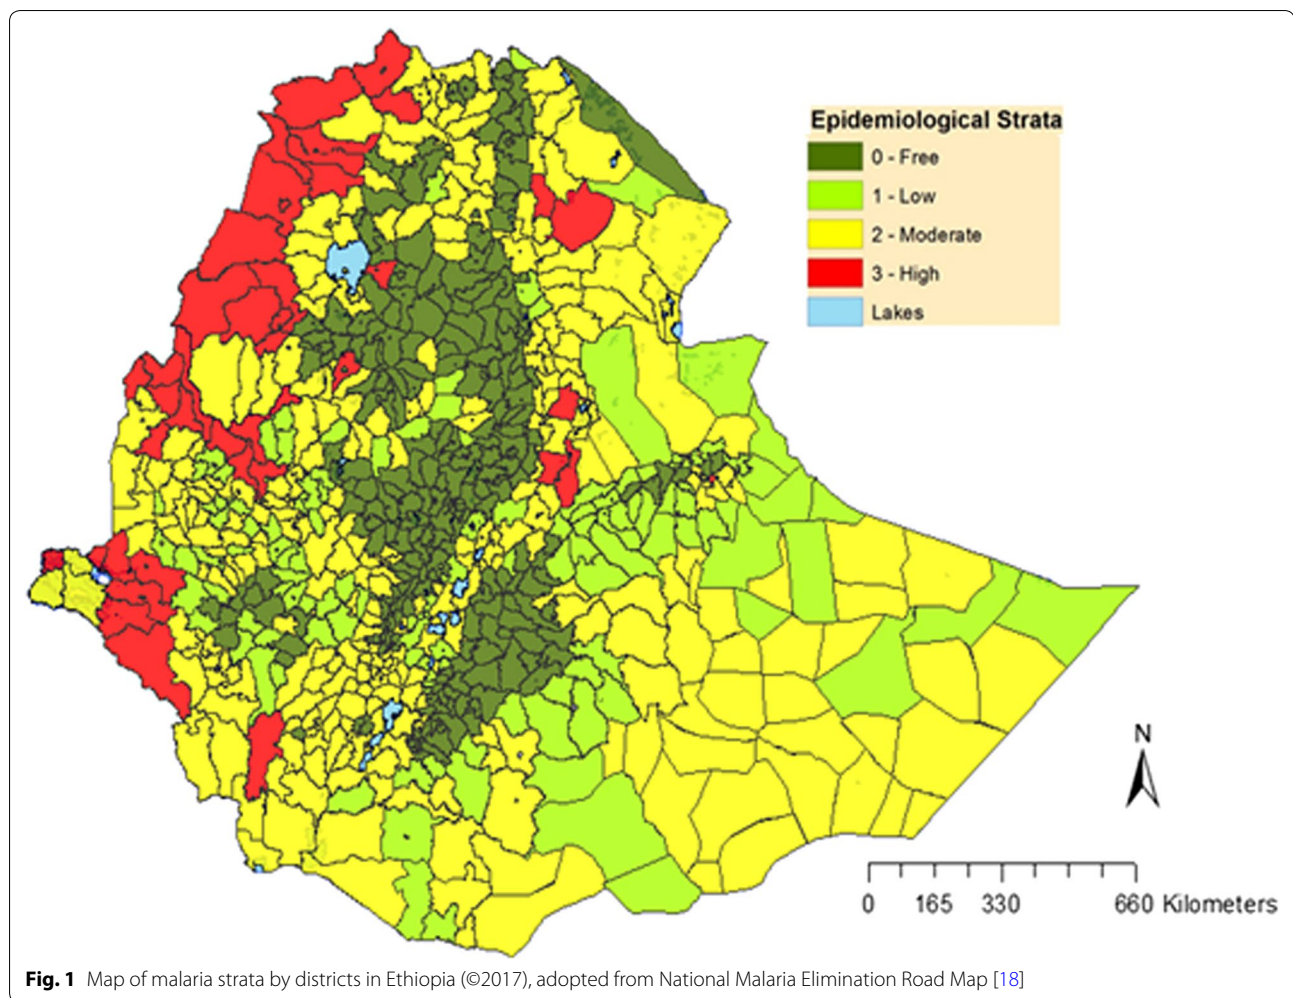 Epidemiological Strata
0 - Free
1 - Low
2 - Moderate
3 - High
Lakes
N
0 165 330 660 Kilometers
Fig. 1 Map of malaria strata by districts in Ethiopia (©2017), adopted from National Malaria Elimination Road Map [18]